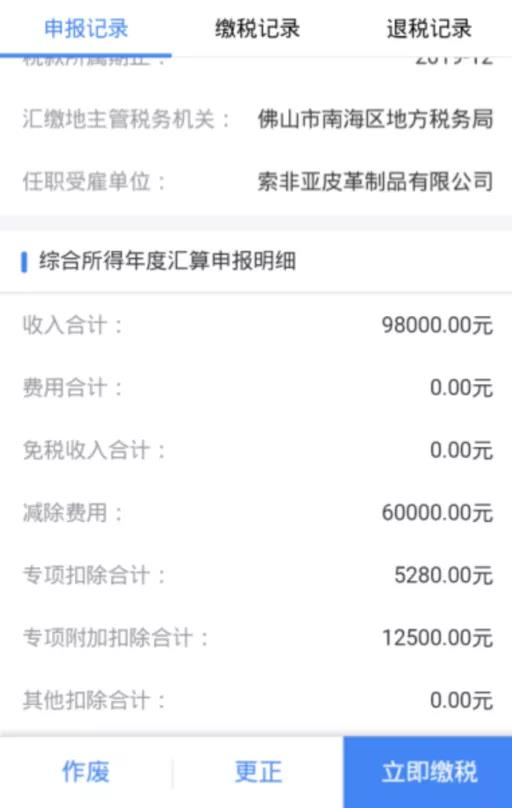 申报记录 缴税记录 退税记录
汇缴地主管税务机关： 佛山市南海区地方税务局
任职受雇单位： 索非亚皮革制品有限公司
综合所得年度汇算申报明细
收入合计： 98000.00元
费用合计： 0.00元
免税收入合计： 0.00元
减除费用： 60000.00元
专项扣除合计： 5280.00元
专项附加扣除合计： 12500.00元
其他扣除合计： 0.00元
作废 更正 立即缴税